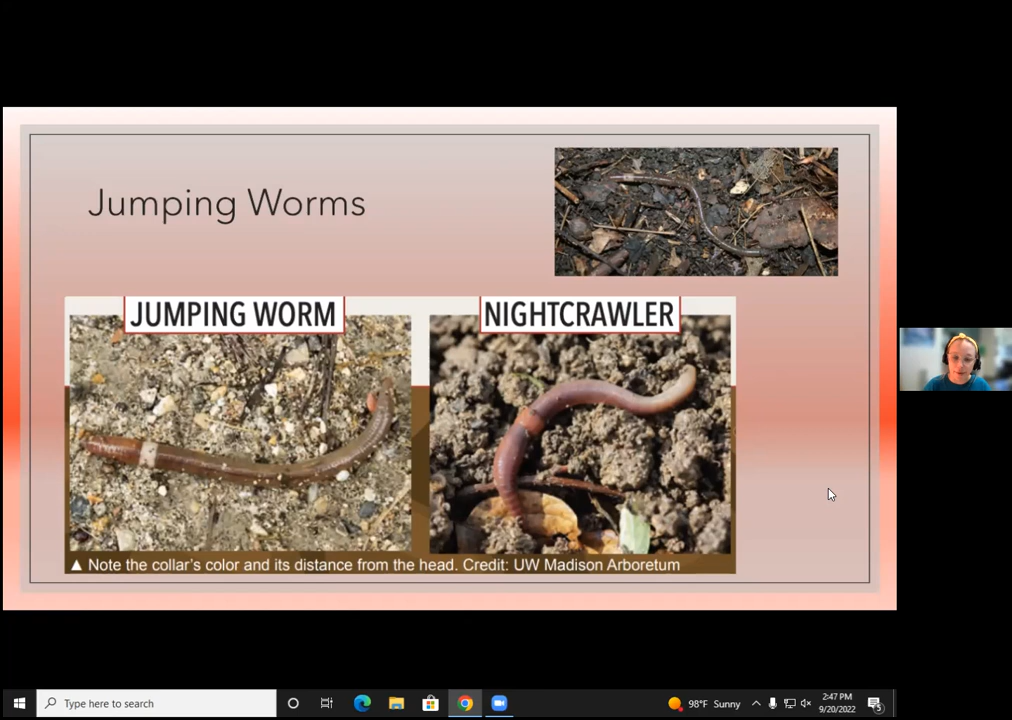 Jumping Worms
JUMPING WORM
NIGHTCRAWLER
▲ Note the collar's color and its distance from the head. Credit: UW Madison Arboretum
Type here to search
98°F Sunny
2:47 PM
9/20/2022
5